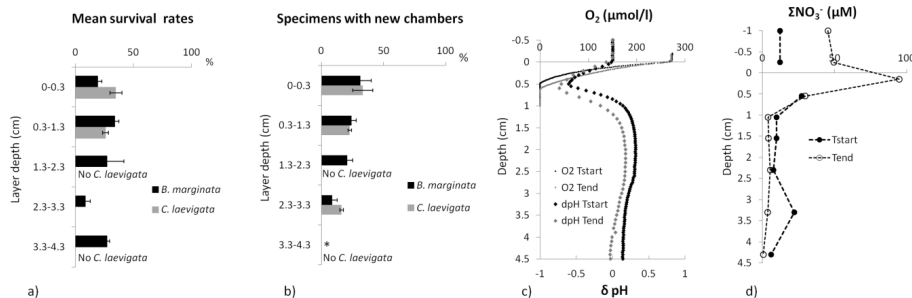 Mean survival rates
0
100
%
0-0.3
0.3-1.3
1.3-2.3
2.3-3.3
3.3-4.3
Layer depth (cm)
No C. laevigata
B. marginata
C. laevigata
No C. laevigata
a)
Specimens with new chambers
0
100
%
0-0.3
0.3-1.3
1.3-2.3
2.3-3.3
3.3-4.3
Layer depth (cm)
No C. laevigata
B. marginata
C. laevigata
*
No C. laevigata
b)
O₂ (µmol/l)
0
100
200
300
-0.5
0
0.5
1
1.5
2
2.5
3
3.5
4
4.5
Depth (cm)
O2 Tstart
O2 Tend
dpH Tstart
dpH Tend
-1
-0.6
-0.2
0.2
0.6
1
δ pH
c)
ΣNO₃⁻ (µM)
0
50
100
-1
-0.5
0
0.5
1
1.5
2
2.5
3
3.5
4
4.5
Depth (cm)
Tstart
Tend
d)